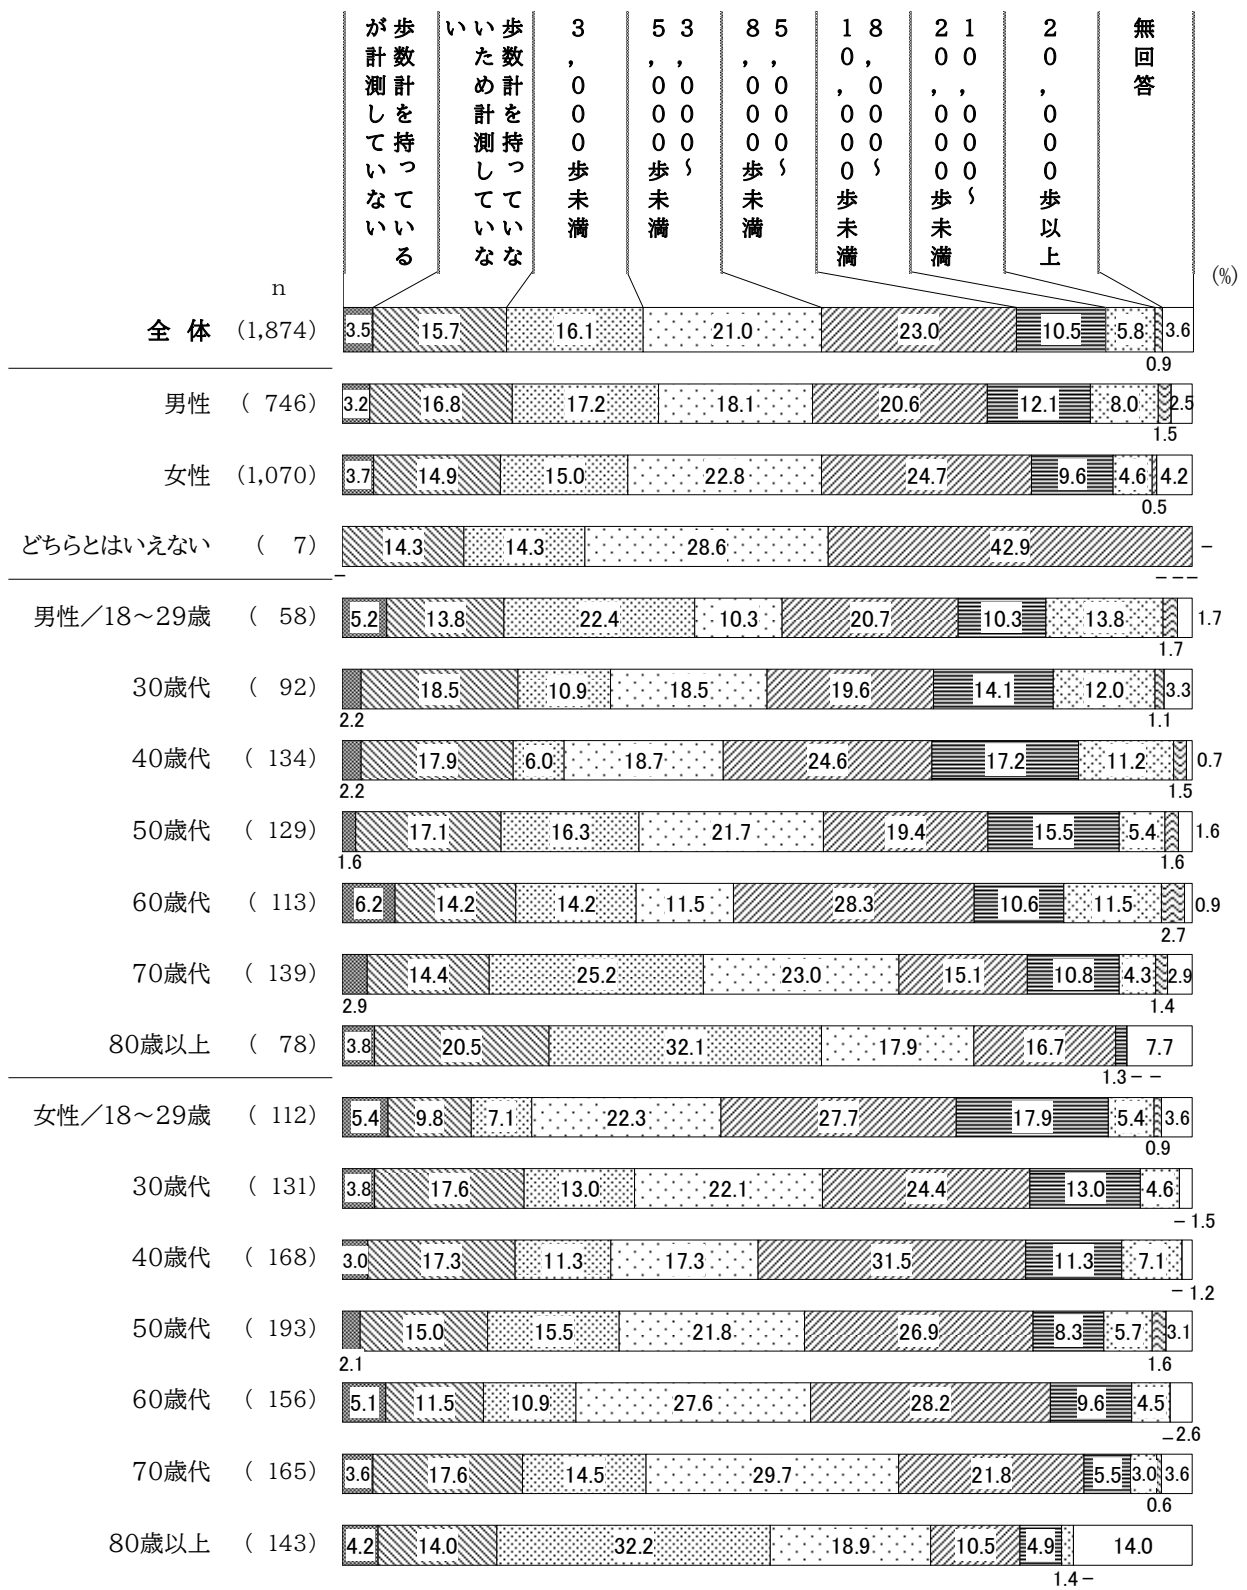 歩数計を持っている
が計測していない
歩数計を持っていな
いため計測していな
い
3,000歩未満
3,000~
5,000歩未満
5,000~
8,000歩未満
8,000~
10,000歩未満
10,000~
20,000歩未満
20,000歩以上
無回答
(%)
n
全 体 (1,874) 3.5 15.7 16.1 21.0 23.0 10.5 5.8 3.6
0.9
男性 ( 746) 3.2 16.8 17.2 18.1 20.6 12.1 8.0 2.5
1.5
女性 (1,070) 3.7 14.9 15.0 22.8 24.7 9.6 4.6 4.2
0.5
どちらとはいえない ( 7) 14.3 14.3 28.6 42.9 -
- - - -
男性/18~29歳 ( 58) 5.2 13.8 22.4 10.3 20.7 10.3 13.8 1.7
1.7
30歳代 ( 92) 18.5 10.9 18.5 19.6 14.1 12.0 3.3
2.2 1.1
40歳代 ( 134) 17.9 6.0 18.7 24.6 17.2 11.2 0.7
2.2 1.5
50歳代 ( 129) 17.1 16.3 21.7 19.4 15.5 5.4 1.6
1.6 1.6
60歳代 ( 113) 6.2 14.2 14.2 11.5 28.3 10.6 11.5 0.9
2.7
70歳代 ( 139) 14.4 25.2 23.0 15.1 10.8 4.3 2.9
2.9 1.4
80歳以上 ( 78) 3.8 20.5 32.1 17.9 16.7 7.7
1.3 - -
女性/18~29歳 ( 112) 5.4 9.8 7.1 22.3 27.7 17.9 5.4 3.6
0.9
30歳代 ( 131) 3.8 17.6 13.0 22.1 24.4 13.0 4.6
- 1.5
40歳代 ( 168) 3.0 17.3 11.3 17.3 31.5 11.3 7.1
- 1.2
50歳代 ( 193) 15.0 15.5 21.8 26.9 8.3 5.7 3.1
2.1 1.6
60歳代 ( 156) 5.1 11.5 10.9 27.6 28.2 9.6 4.5
- 2.6
70歳代 ( 165) 3.6 17.6 14.5 29.7 21.8 5.5 3.0 3.6
0.6
80歳以上 ( 143) 4.2 14.0 32.2 18.9 10.5 4.9 14.0
1.4 -